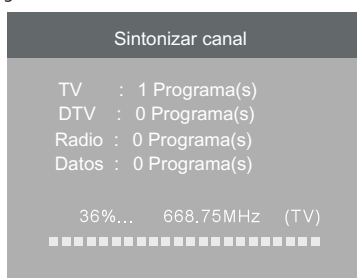 Sintonizar canal
TV : 1 Programa(s)
DTV : 0 Programa(s)
Radio : 0 Programa(s)
Datos : 0 Programa(s)
36%... 668.75MHz (TV)